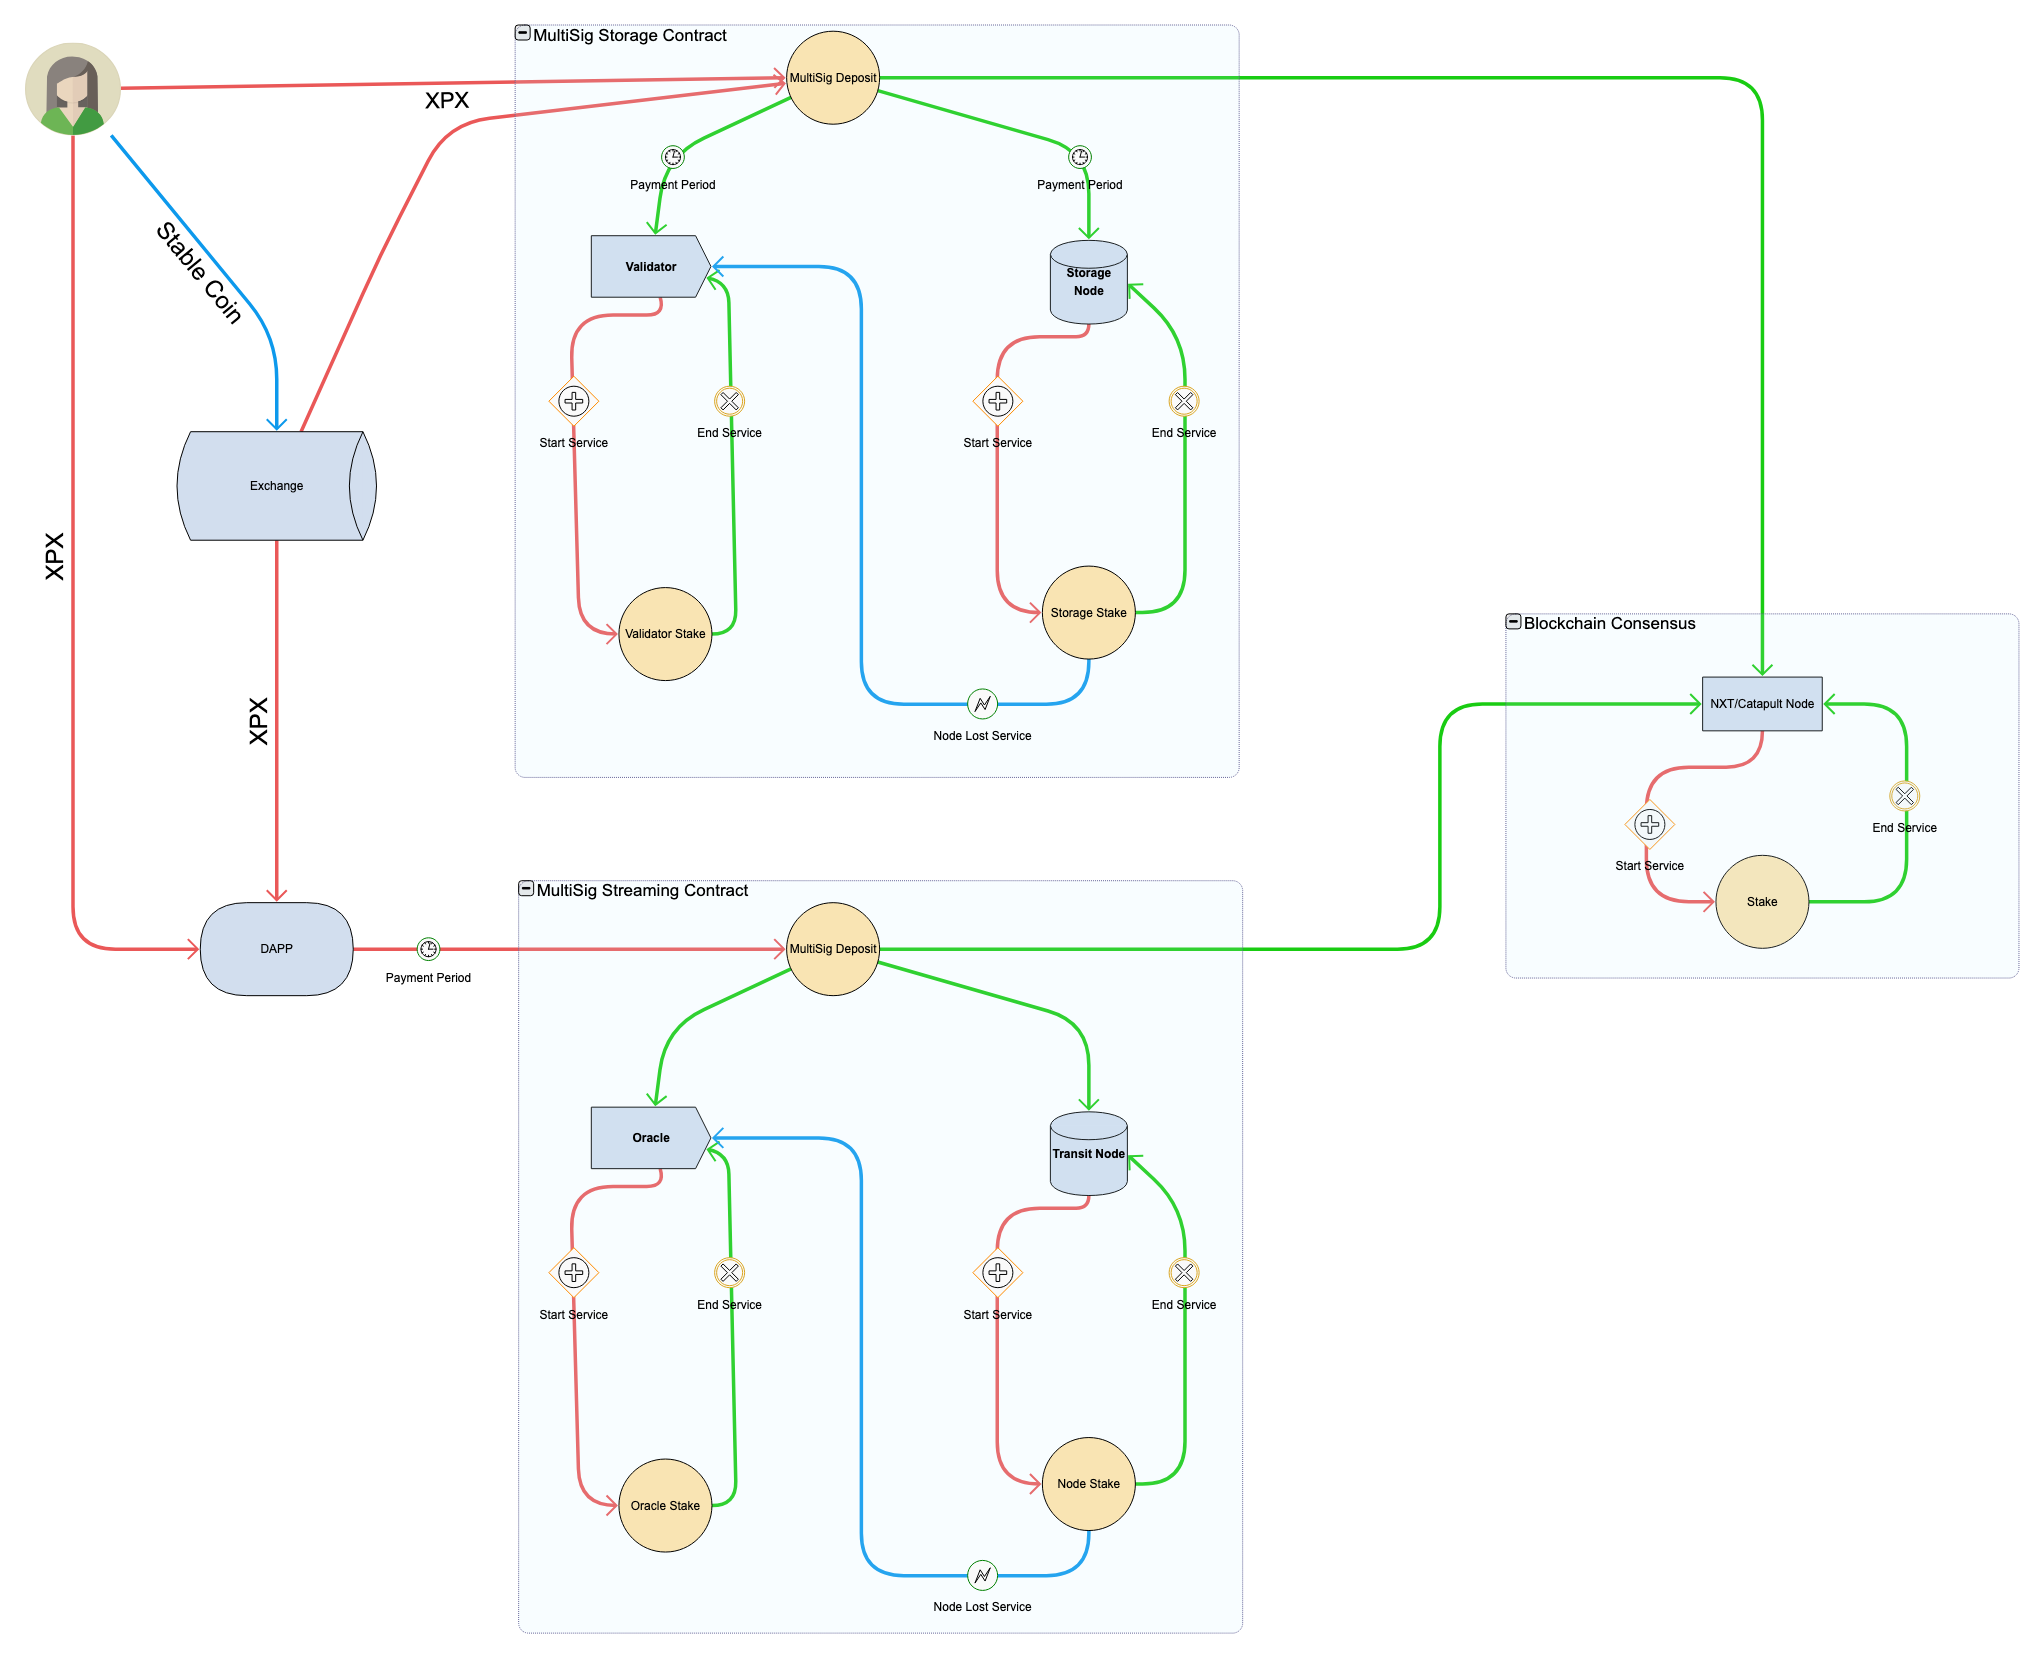 MultiSig Storage Contract
MultiSig Deposit
XPX
Payment Period
Payment Period
Stable Coin
Validator
Storage
Node
Start Service
End Service
Start Service
End Service
Exchange
XPX
Validator Stake
Storage Stake
Node Lost Service
XPX
Blockchain Consensus
NXT/Catapult Node
End Service
Start Service
Stake
MultiSig Streaming Contract
DAPP
Payment Period
MultiSig Deposit
Oracle
Transit Node
Start Service
End Service
Start Service
End Service
Oracle Stake
Node Stake
Node Lost Service